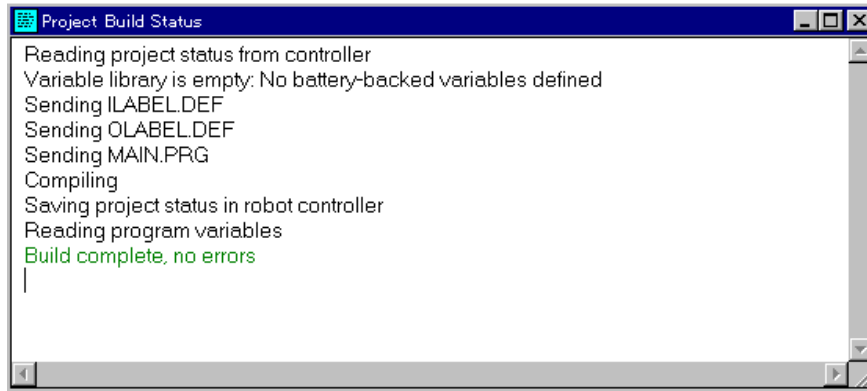 Project Build Status
Reading project status from controller
Variable library is empty: No battery-backed variables defined
Sending ILABEL.DEF
Sending OLABEL.DEF
Sending MAIN.PRG
Compiling
Saving project status in robot controller
Reading program variables
Build complete, no errors